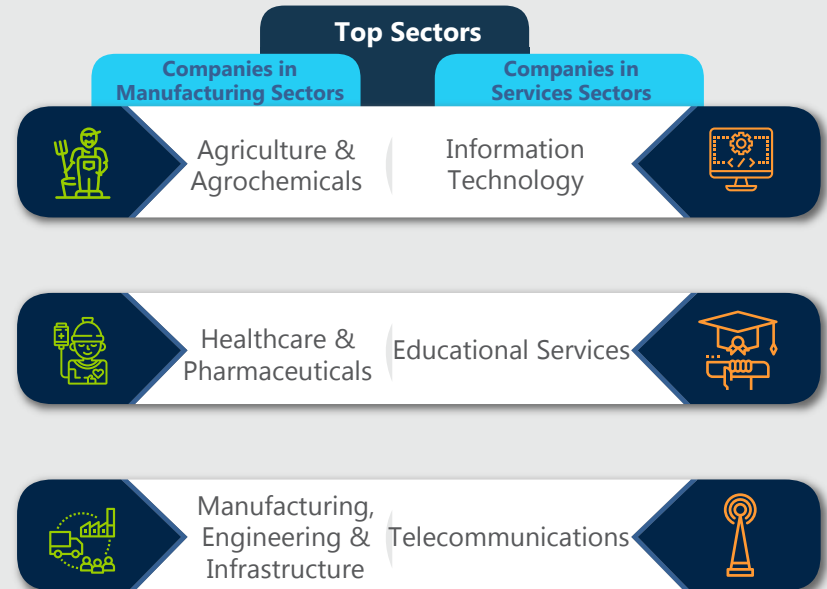 Top Sectors
Companies in
Manufacturing Sectors
Companies in
Services Sectors
Agriculture &
Agrochemicals
Information
Technology
</>
Healthcare &
Pharmaceuticals
Educational Services
Manufacturing,
Engineering &
Infrastructure
Telecommunications